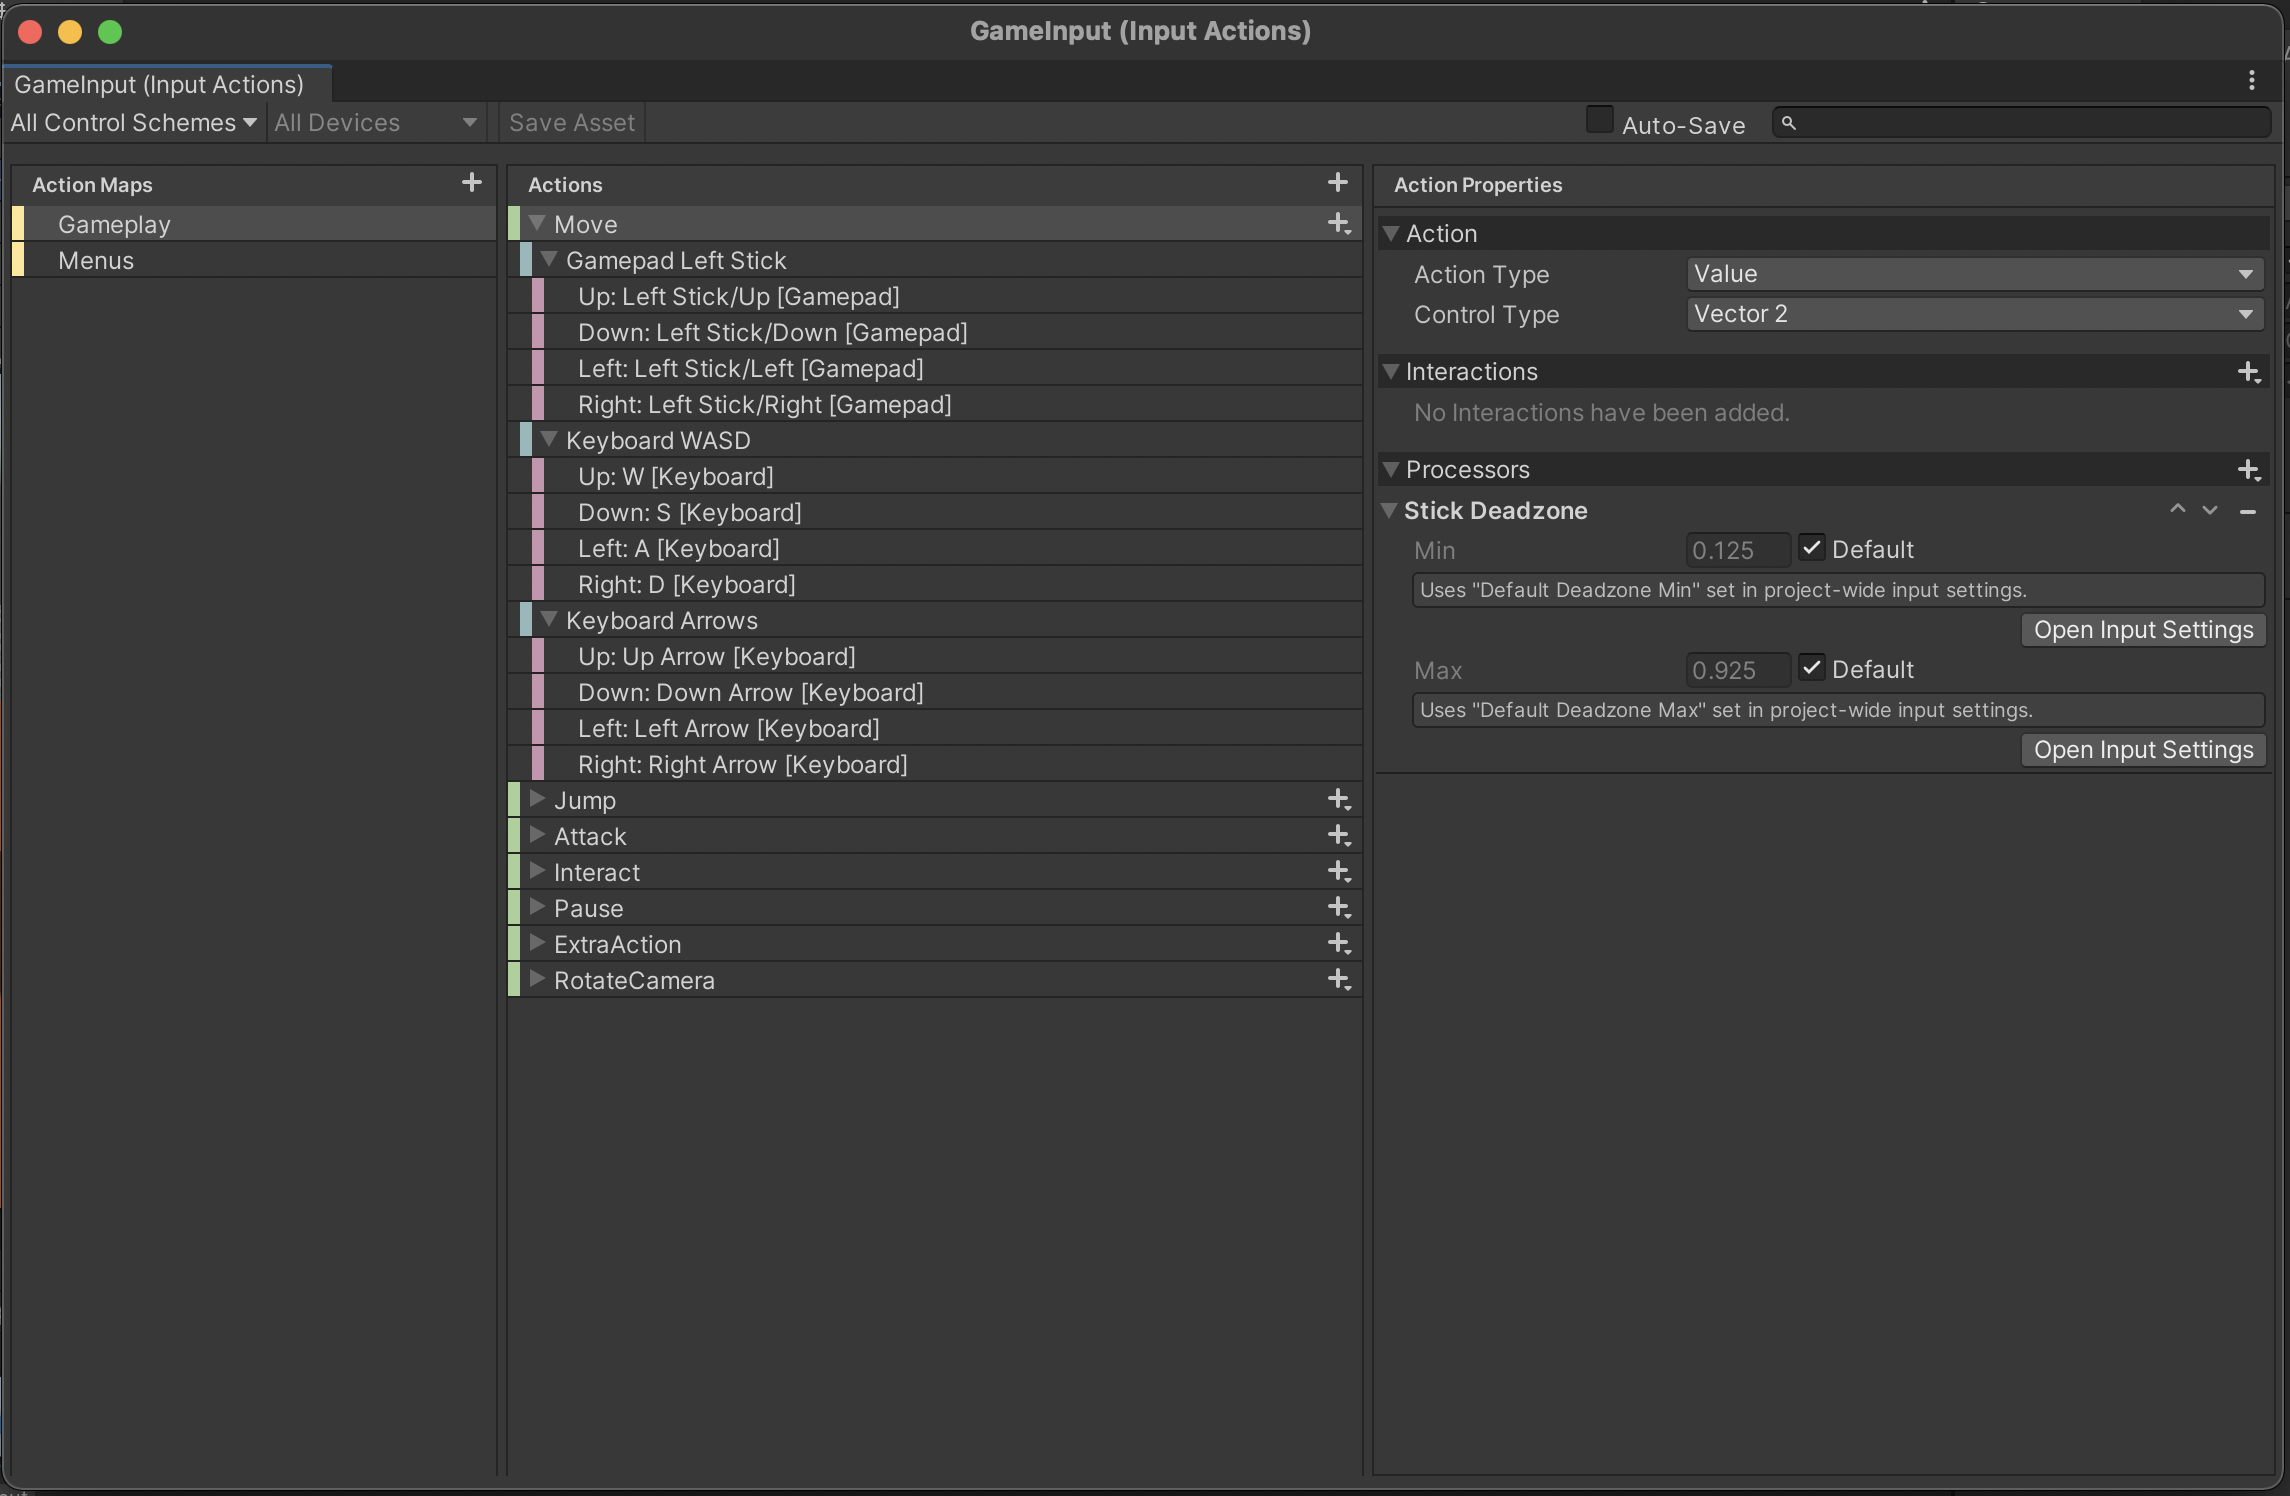 GameInput (Input Actions)
GameInput (Input Actions)
All Control Schemes All Devices Save Asset Auto-Save
Action Maps
Gameplay
Menus
Actions
Move
Gamepad Left Stick
Up: Left Stick/Up [Gamepad]
Down: Left Stick/Down [Gamepad]
Left: Left Stick/Left [Gamepad]
Right: Left Stick/Right [Gamepad]
Keyboard WASD
Up: W [Keyboard]
Down: S [Keyboard]
Left: A [Keyboard]
Right: D [Keyboard]
Keyboard Arrows
Up: Up Arrow [Keyboard]
Down: Down Arrow [Keyboard]
Left: Left Arrow [Keyboard]
Right: Right Arrow [Keyboard]
Jump
Attack
Interact
Pause
ExtraAction
RotateCamera
Action Properties
Action
Action Type Value
Control Type Vector 2
Interactions
No Interactions have been added.
Processors
Stick Deadzone
Min 0.125 Default
Uses "Default Deadzone Min" set in project-wide input settings.
Open Input Settings
Max 0.925 Default
Uses "Default Deadzone Max" set in project-wide input settings.
Open Input Settings